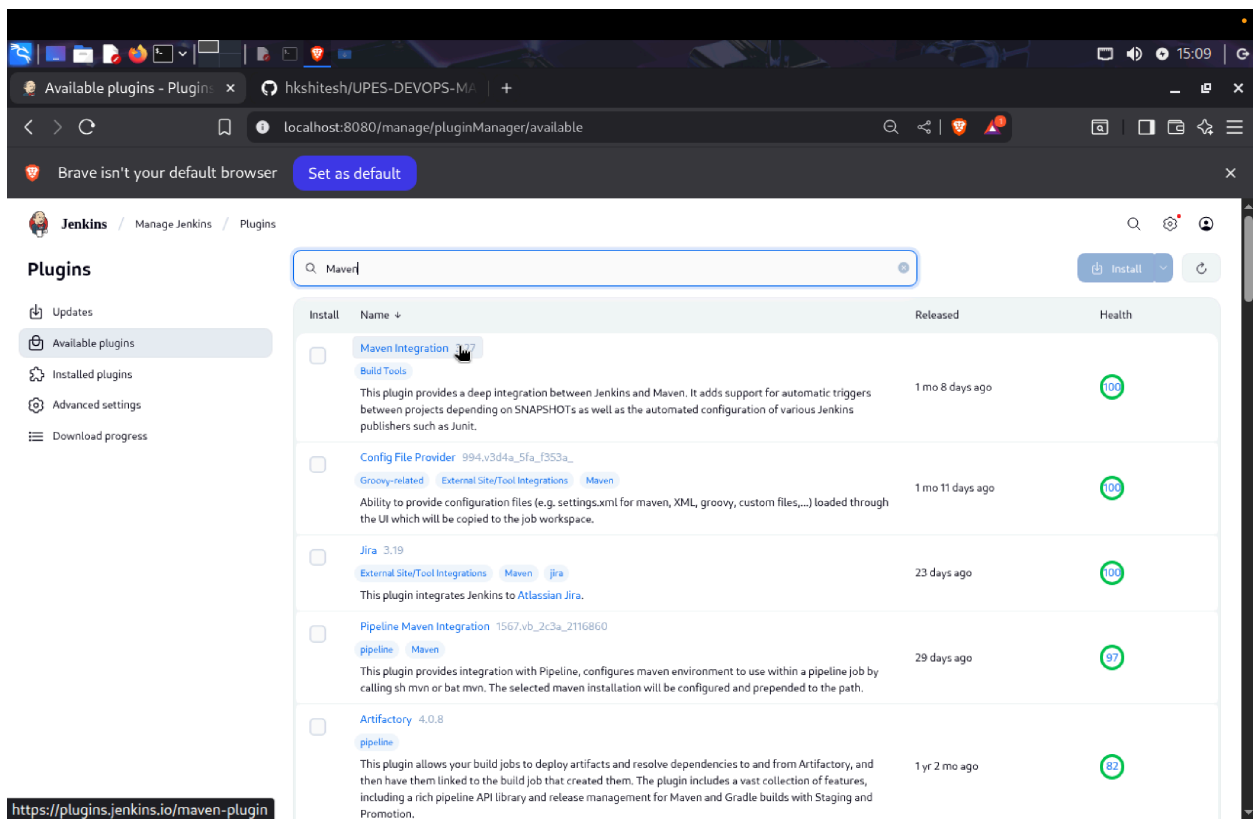 15:09
Available plugins - Plugins
hkshitesh/UPES-DEVOPS-MA
localhost:8080/manage/pluginManager/available
1
Brave isn't your default browser
Set as default
Jenkins / Manage Jenkins / Plugins
Plugins
Maven
Install
Updates
Available plugins
Installed plugins
Advanced settings
Download progress
Install Name ↓ Released Health
Maven Integration
Build Tools
This plugin provides a deep integration between Jenkins and Maven. It adds support for automatic triggers
between projects depending on SNAPSHOTs as well as the automated configuration of various Jenkins
publishers such as Junit.
1 mo 8 days ago
100
Config File Provider 994.v3d4a_5fa_f353a_
Groovy-related External Site/Tool Integrations Maven
Ability to provide configuration files (e.g. settings.xml for maven, XML, groovy, custom files,...) loaded through
the UI which will be copied to the job workspace.
1 mo 11 days ago
100
Jira 3.19
External Site/Tool Integrations Maven jira
This plugin integrates Jenkins to Atlassian Jira.
23 days ago
100
Pipeline Maven Integration 1567.vb_2c3a_2116860
pipeline Maven
This plugin provides integration with Pipeline, configures maven environment to use within a pipeline job by
calling sh mvn or bat mvn. The selected maven installation will be configured and prepended to the path.
29 days ago
97
Artifactory 4.0.8
pipeline
This plugin allows your build jobs to deploy artifacts and resolve dependencies to and from Artifactory, and
then have them linked to the build job that created them. The plugin includes a vast collection of features,
including a rich pipeline API library and release management for Maven and Gradle builds with Staging and
Promotion.
1 yr 2 mo ago
82
https://plugins.jenkins.io/maven-plugin